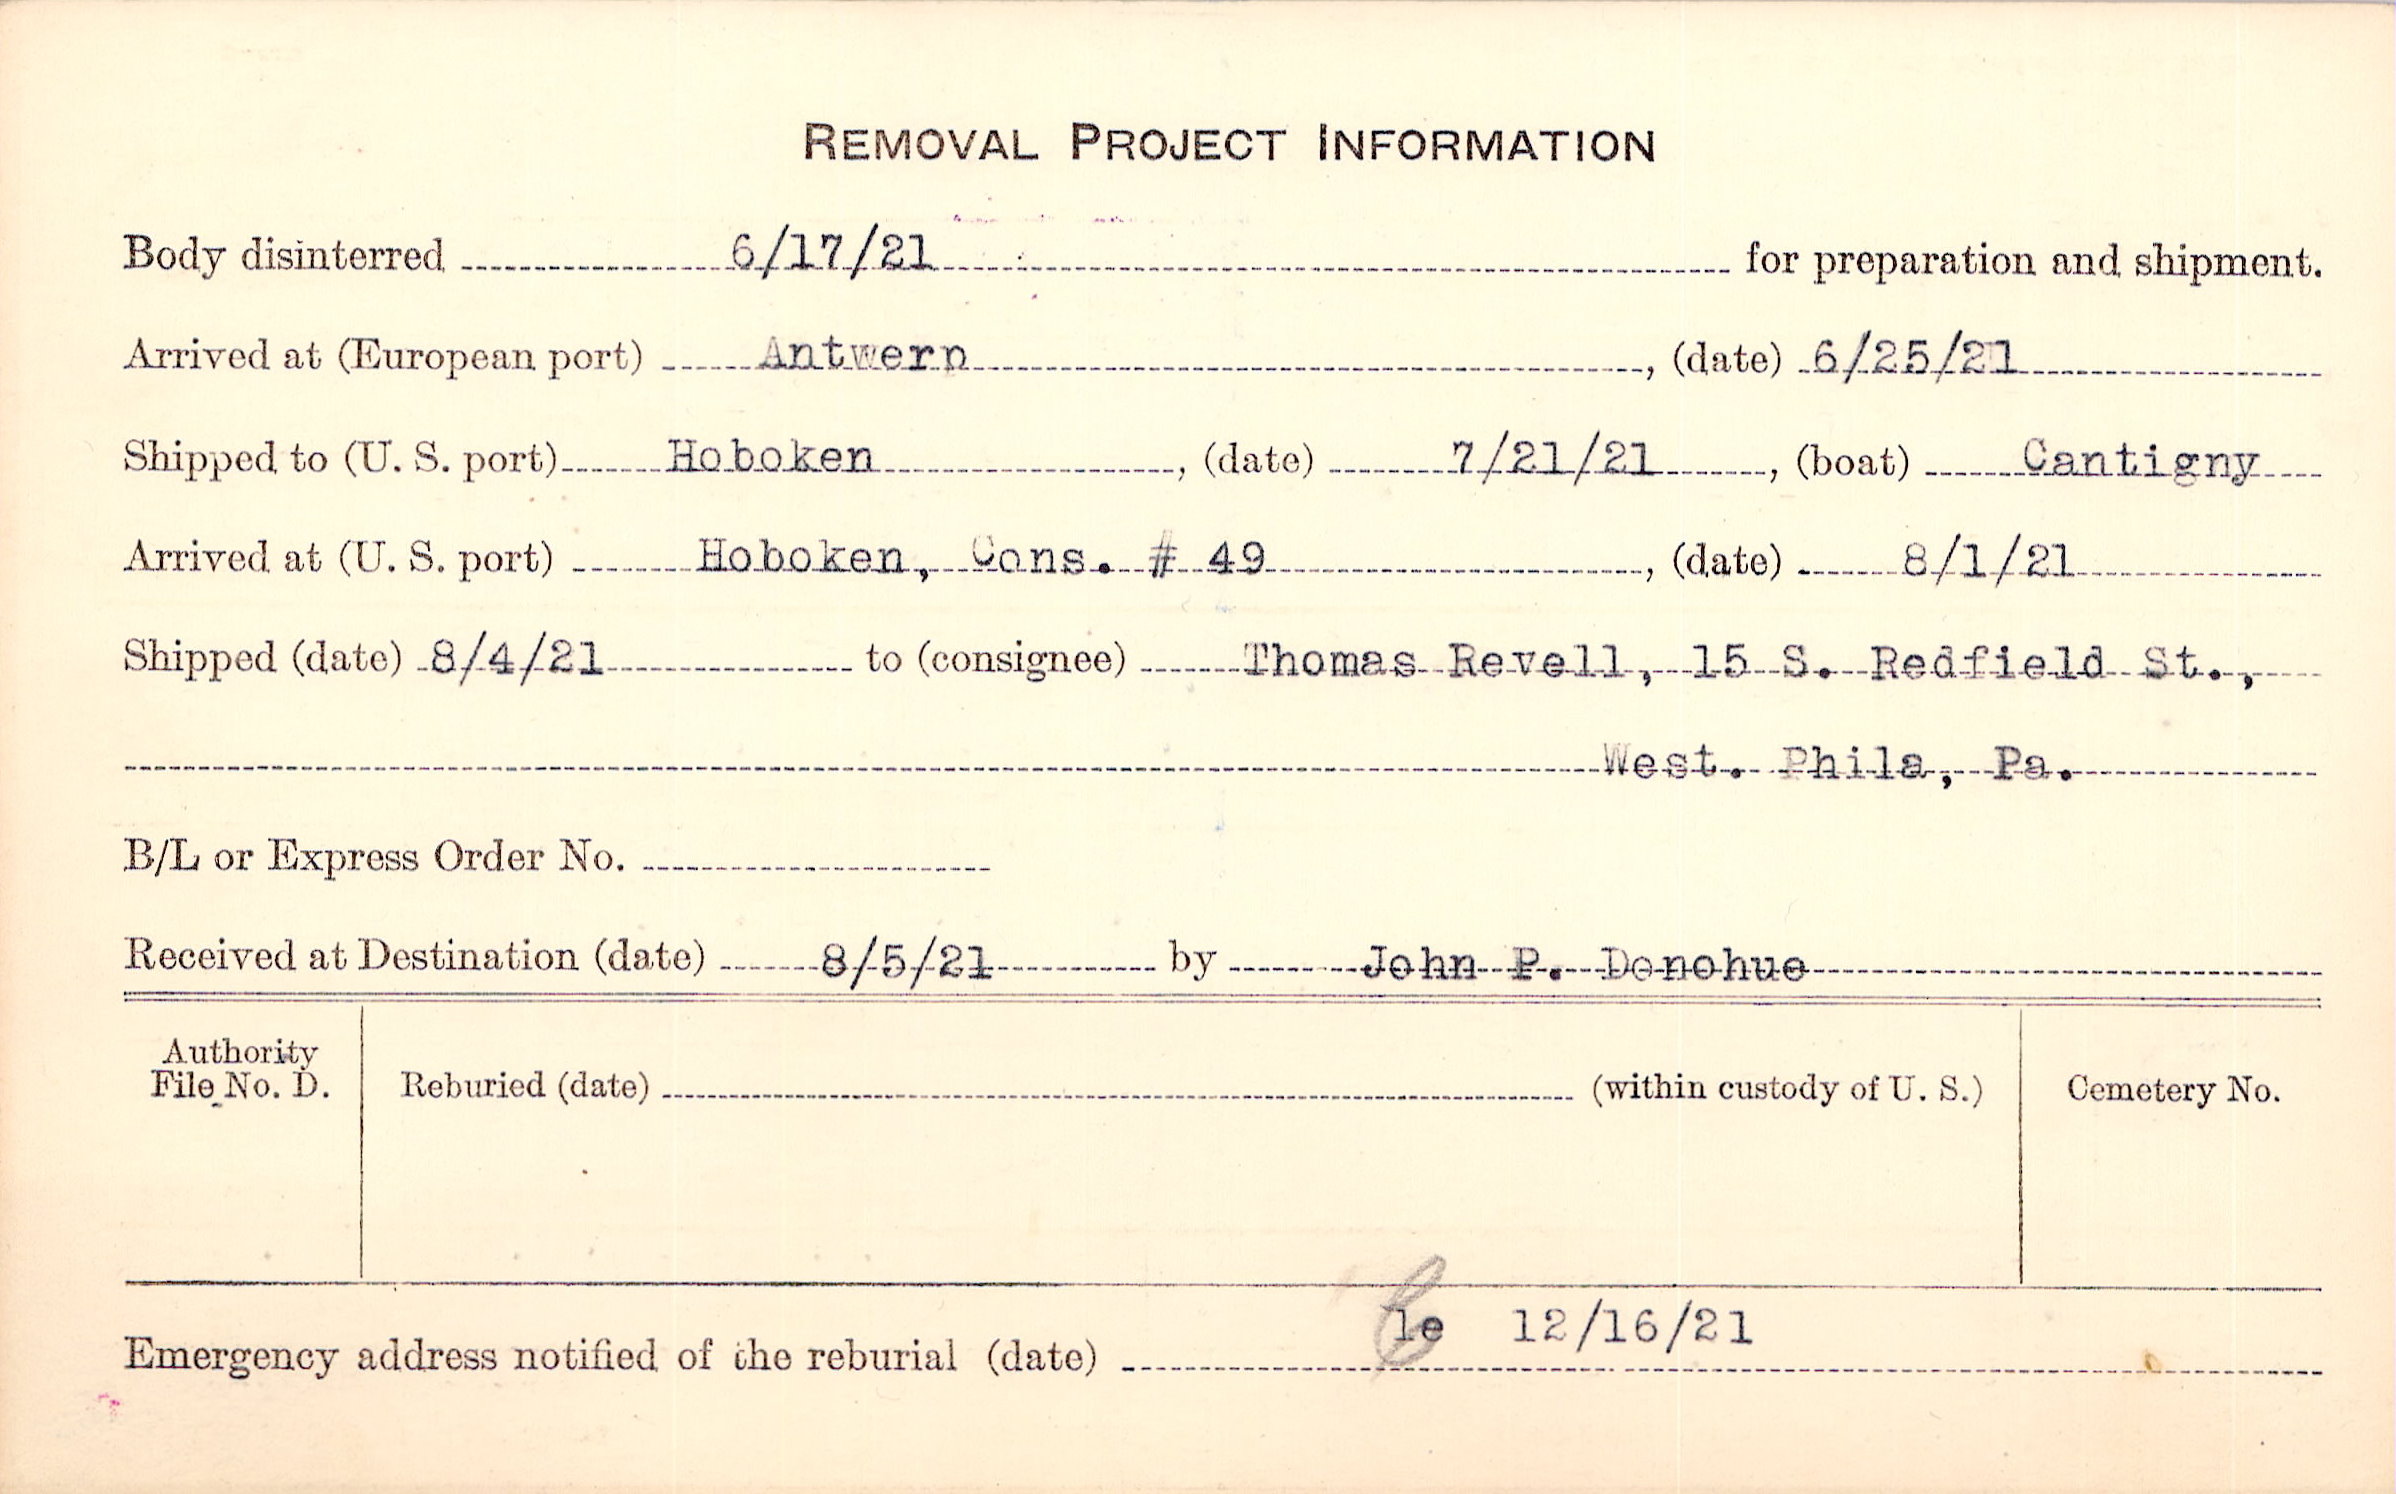 REMOVAL PROJECT INFORMATION
Body disinterred 6/17/21 for preparation and shipment.
Arrived at (European port) Antwerp, (date) 6/25/21
Shipped to (U. S. port) Hoboken, (date) 7/21/21, (boat) Cantigny
Arrived at (U. S. port) Hoboken, Cons. # 49, (date) 8/1/21
Shipped (date) 8/4/21 to (consignee) Thomas Revell, 15 S. Redfield St.,
West. Phila, Pa.
B/L or Express Order No.
Received at Destination (date) 8/5/21 by John P. Donohue
Authority
File No. D.
Reburied (date) (within custody of U. S.)
Cemetery No.
le 12/16/21
Emergency address notified of the reburial (date)